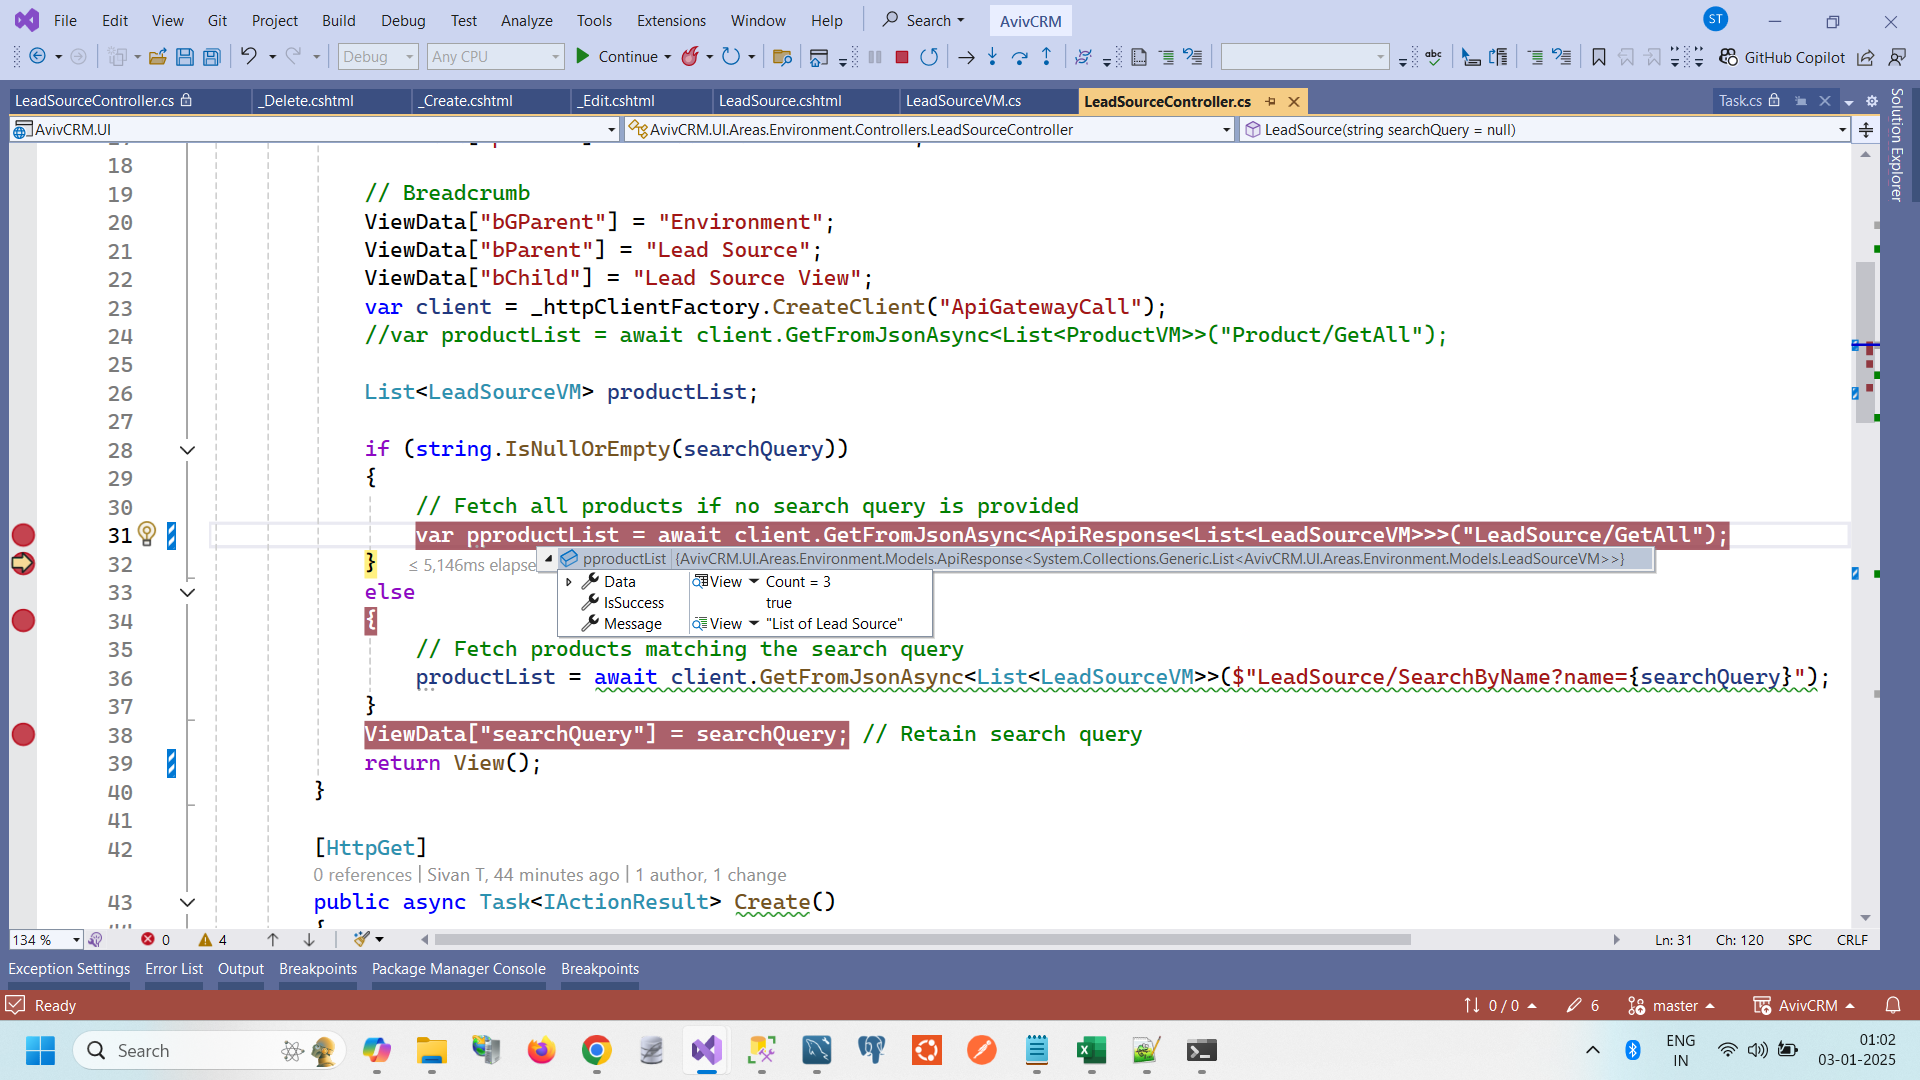 File Edit View Git Project Build Debug Test Analyze Tools Extensions Window Help Search AvivCRM ST
Debug Any CPU Continue abc GitHub Copilot
LeadSourceController.cs _Delete.cshtml _Create.cshtml _Edit.cshtml LeadSource.cshtml LeadSourceVM.cs LeadSourceController.cs Task.cs
AvivCRM.UI AvivCRM.UI.Areas.Environment.Controllers.LeadSourceController LeadSource(string searchQuery = null)
Solution Explorer
18
19 // Breadcrumb
20 ViewData["bGParent"] = "Environment";
21 ViewData["bParent"] = "Lead Source";
22 ViewData["bChild"] = "Lead Source View";
23 var client = _httpClientFactory.CreateClient("ApiGatewayCall");
24 //var productList = await client.GetFromJsonAsync<List<ProductVM>>("Product/GetAll");
25
26 List<LeadSourceVM> productList;
27
28 if (string.IsNullOrEmpty(searchQuery))
29 {
30 // Fetch all products if no search query is provided
31 var pproductList = await client.GetFromJsonAsync<ApiResponse<List<LeadSourceVM>>>("LeadSource/GetAll");
32 } ≤ 5,146ms elapse
pproductList {AvivCRM.UI.Areas.Environment.Models.ApiResponse<System.Collections.Generic.List<AvivCRM.UI.Areas.Environment.Models.LeadSourceVM>>}
Data View Count = 3
IsSuccess true
Message View "List of Lead Source"
33 else
34 {
35 // Fetch products matching the search query
36 productList = await client.GetFromJsonAsync<List<LeadSourceVM>>($"LeadSource/SearchByName?name={searchQuery}");
37 }
38 ViewData["searchQuery"] = searchQuery; // Retain search query
39 return View();
40 }
41
42 [HttpGet]
0 references | Sivan T, 44 minutes ago | 1 author, 1 change
43 public async Task<IActionResult> Create()
134 % 0 4 Ln: 31 Ch: 120 SPC CRLF
Exception Settings Error List Output Breakpoints Package Manager Console Breakpoints
Ready 0 / 0 6 master AvivCRM
Search ENG IN 01:02 03-01-2025